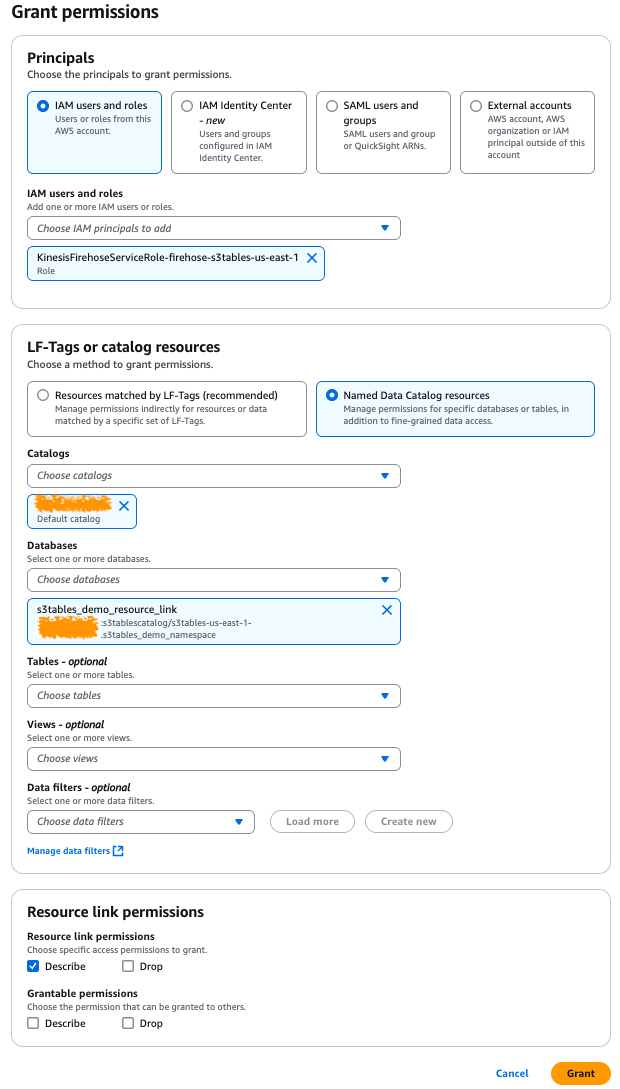 Grant permissions
Principals
Choose the principals to grant permissions.
IAM users and roles
Users or roles from this
AWS account.
IAM Identity Center
- new
Users and groups
configured in IAM
Identity Center.
SAML users and
groups
SAML users and group
or QuickSight ARNs.
External accounts
AWS account, AWS
organization or IAM
principal outside of this
account
IAM users and roles
Add one or more IAM users or roles.
Choose IAM principals to add
KinesisFirehoseServiceRole-firehose-s3tables-us-east-1
Role
LF-Tags or catalog resources
Choose a method to grant permissions.
Resources matched by LF-Tags (recommended)
Manage permissions indirectly for resources or data
matched by a specific set of LF-Tags.
Named Data Catalog resources
Manage permissions for specific databases or tables, in
addition to fine-grained data access.
Catalogs
Choose catalogs
Default catalog
Databases
Select one or more databases.
Choose databases
s3tables_demo_resource_link
:s3tablescatalog/s3tables-us-east-1-
.s3tables_demo_namespace
Tables - optional
Select one or more tables.
Choose tables
Views - optional
Select one or more views.
Choose views
Data filters - optional
Select one or more data filters.
Choose data filters
Load more
Create new
Manage data filters
Resource link permissions
Resource link permissions
Choose specific access permissions to grant.
Describe
Drop
Grantable permissions
Choose the permission that can be granted to others.
Describe
Drop
Cancel
Grant